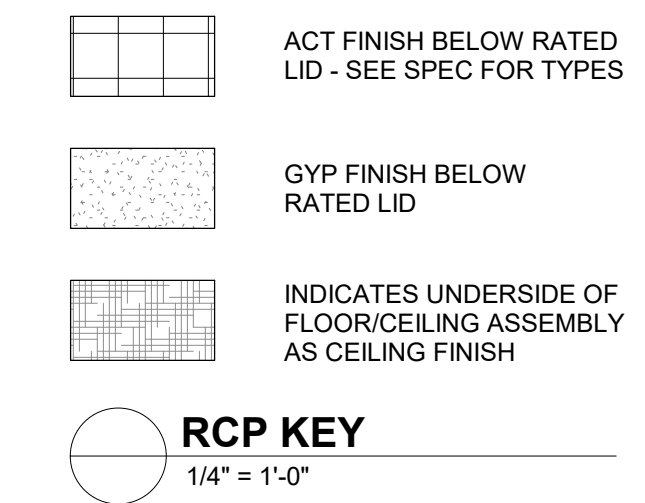 ACT FINISH BELOW RATED
LID - SEE SPEC FOR TYPES
GYP FINISH BELOW
RATED LID
INDICATES UNDERSIDE OF
FLOOR/CEILING ASSEMBLY
AS CEILING FINISH
RCP KEY
1/4" = 1'-0"